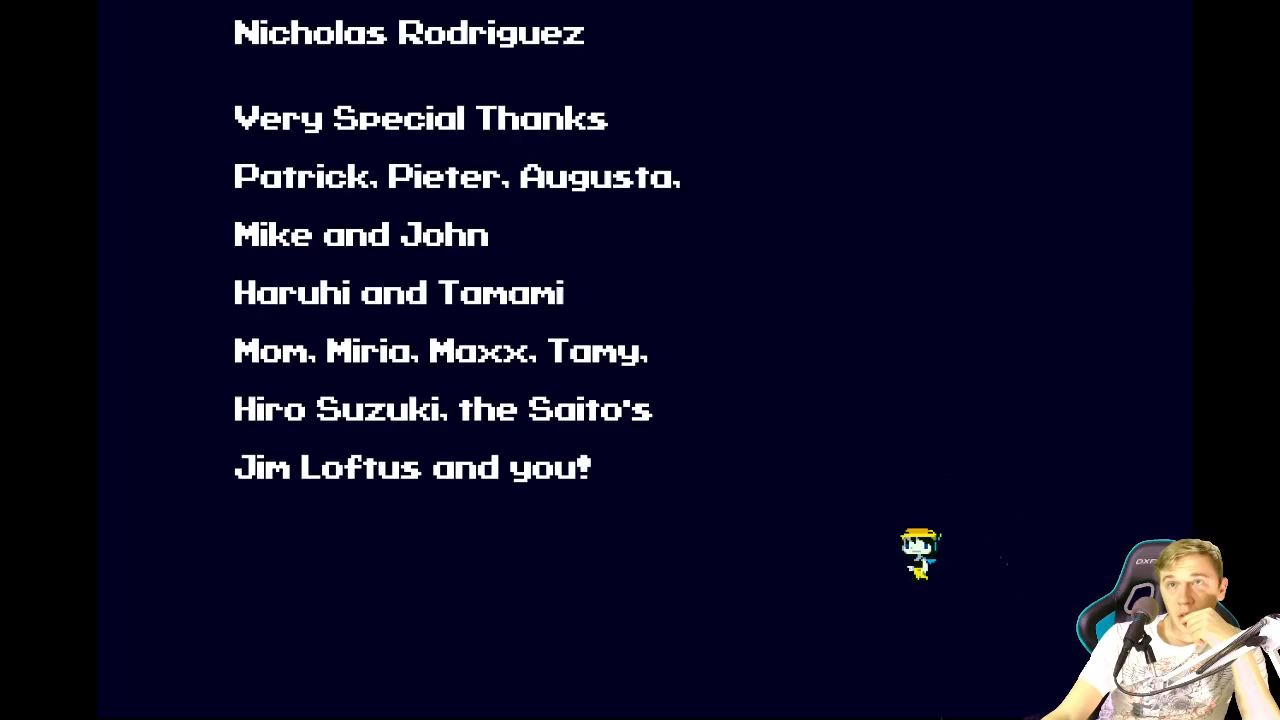 Nicholas Rodriguez
Very Special Thanks
Patrick, Pieter, Augusta,
Mike and John
Haruhi and Tamami
Mom, Miria, Maxx, Tamy,
Hiro Suzuki, the Saito's
Jim Loftus and you!